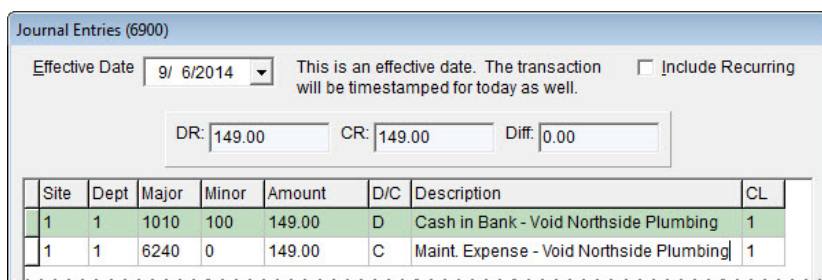 Journal Entries (6900)
Effective Date 9/ 6/2014 This is an effective date. The transaction will be timestamped for today as well. Include Recurring
DR: 149.00 CR: 149.00 Diff: 0.00
Site Dept Major Minor Amount D/C Description CL
1 1 1010 100 149.00 D Cash in Bank - Void Northside Plumbing 1
1 1 6240 0 149.00 C Maint. Expense - Void Northside Plumbing 1